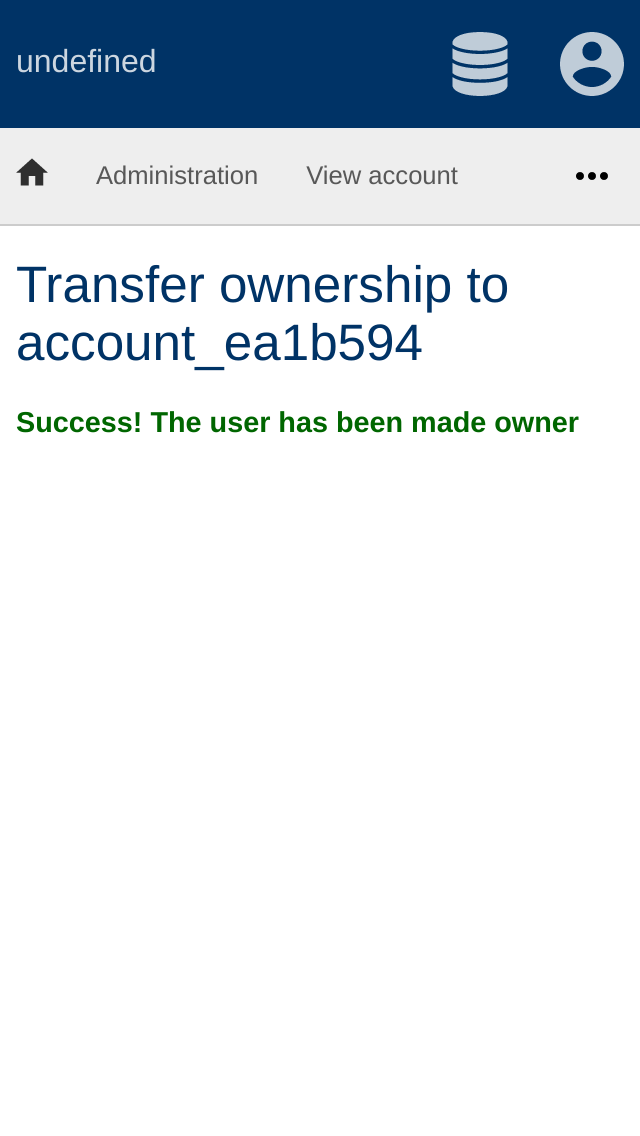 undefined
Administration View account
Transfer ownership to
account_ea1b594
Success! The user has been made owner